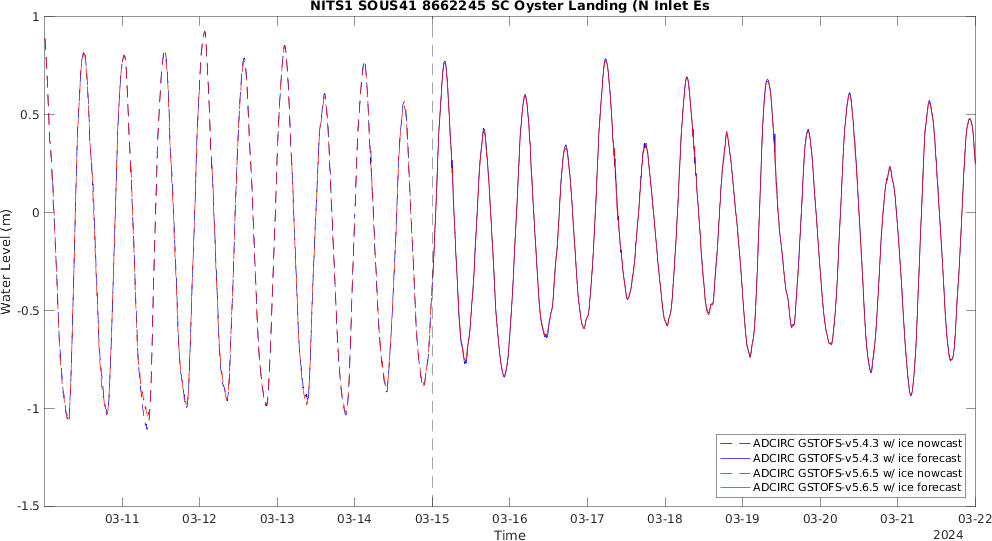 NITS1 SOUS41 8662245 SC Oyster Landing (N Inlet Es
1
0.5
0
-0.5
-1
-1.5
Water Level (m)
ADCIRC GSTOFS-v5.4.3 w/ ice nowcast
ADCIRC GSTOFS-v5.4.3 w/ ice forecast
ADCIRC GSTOFS-v5.6.5 w/ ice nowcast
ADCIRC GSTOFS-v5.6.5 w/ ice forecast
03-11 03-12 03-13 03-14 03-15 03-16 03-17 03-18 03-19 03-20 03-21 03-22
Time
2024